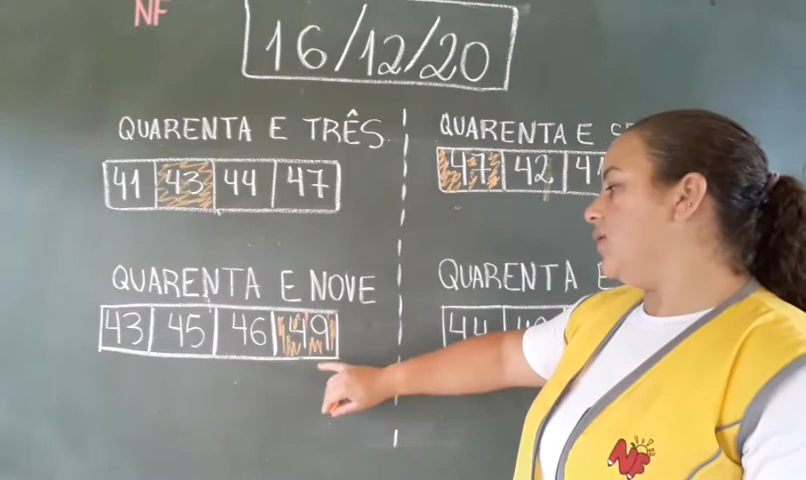 NF
16/12/20
QUARENTA E TRÊS
41 43 44 47
QUARENTA E
47 42
QUARENTA E NOVE
43 45 46 49
QUARENTA E
44
NF